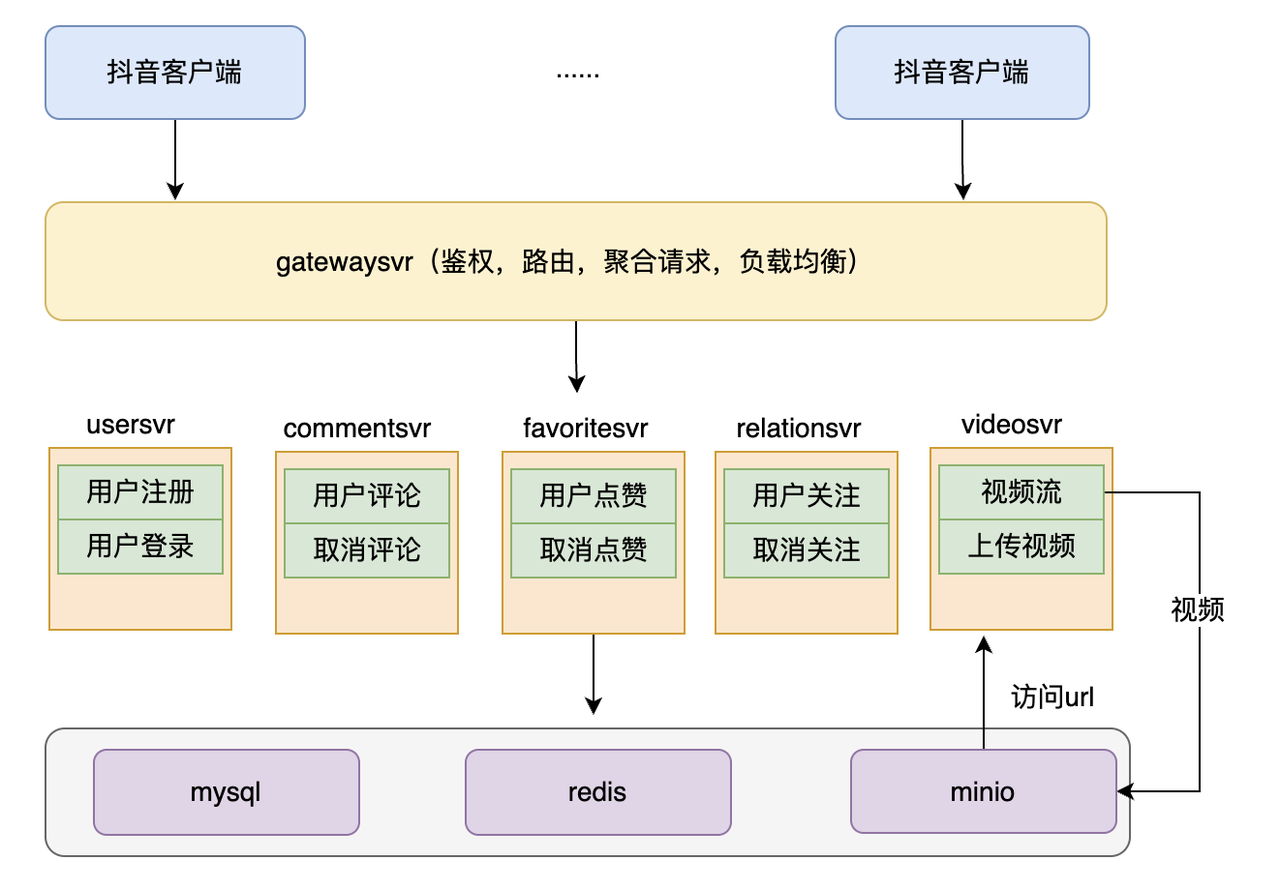 抖音客户端
......
抖音客户端
gatewaysvr（鉴权，路由，聚合请求，负载均衡）
usersvr
commentsvr
favoritesvr
relationsvr
videosvr
用户注册
用户登录
用户评论
取消评论
用户点赞
取消点赞
用户关注
取消关注
视频流
上传视频
视频
访问url
mysql
redis
minio